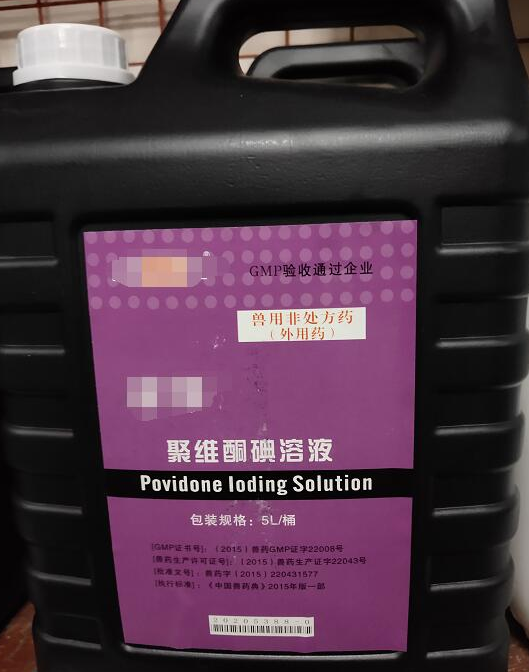 GMP验收通过企业
兽用非处方药
（外用药）
聚维酮碘溶液
Povidone Ioding Solution
包装规格：5L/桶
[GMP证书号]：（2015）兽药GMP证字22008号
[兽药生产许可证号]：（2015）兽药生产证字22043号
[批准文号]：兽药字（2015）220431577
[执行标准]：《中国兽药典》2015年版一部
20205388-0